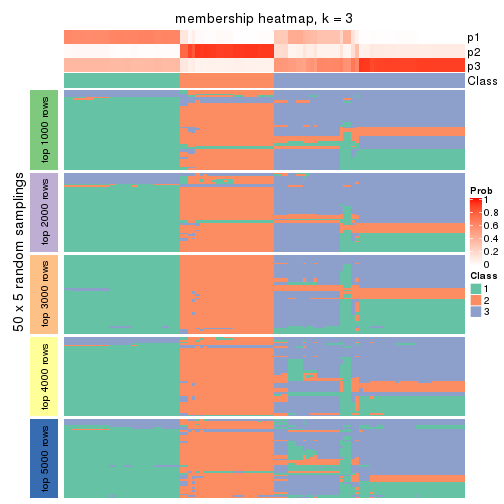 membership heatmap, k = 3
p1
p2
p3
Class
50 x 5 random samplings
top 1000 rows
top 2000 rows
top 3000 rows
top 4000 rows
top 5000 rows
Prob
1
0.8
0.6
0.4
0.2
0
Class
1
2
3